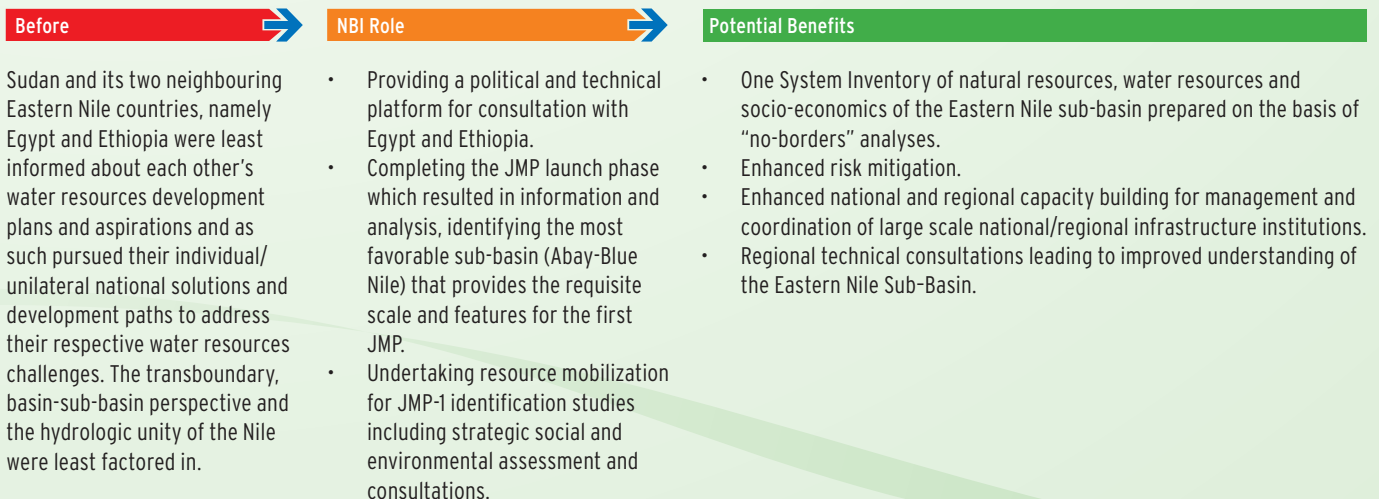 Before
Sudan and its two neighbouring
Eastern Nile countries, namely
Egypt and Ethiopia were least
informed about each other's
water resources development
plans and aspirations and as
such pursued their individual/
unilateral national solutions and
development paths to address
their respective water resources
challenges. The transboundary,
basin-sub-basin perspective and
the hydrologic unity of the Nile
were least factored in.
NBI Role
• Providing a political and technical
platform for consultation with
Egypt and Ethiopia.
• Completing the JMP launch phase
which resulted in information and
analysis, identifying the most
favorable sub-basin (Abay-Blue
Nile) that provides the requisite
scale and features for the first
JMP.
• Undertaking resource mobilization
for JMP-1 identification studies
including strategic social and
environmental assessment and
consultations.
Potential Benefits
• One System Inventory of natural resources, water resources and
socio-economics of the Eastern Nile sub-basin prepared on the basis of
“no-borders” analyses.
• Enhanced risk mitigation.
• Enhanced national and regional capacity building for management and
coordination of large scale national/regional infrastructure institutions.
• Regional technical consultations leading to improved understanding of
the Eastern Nile Sub-Basin.